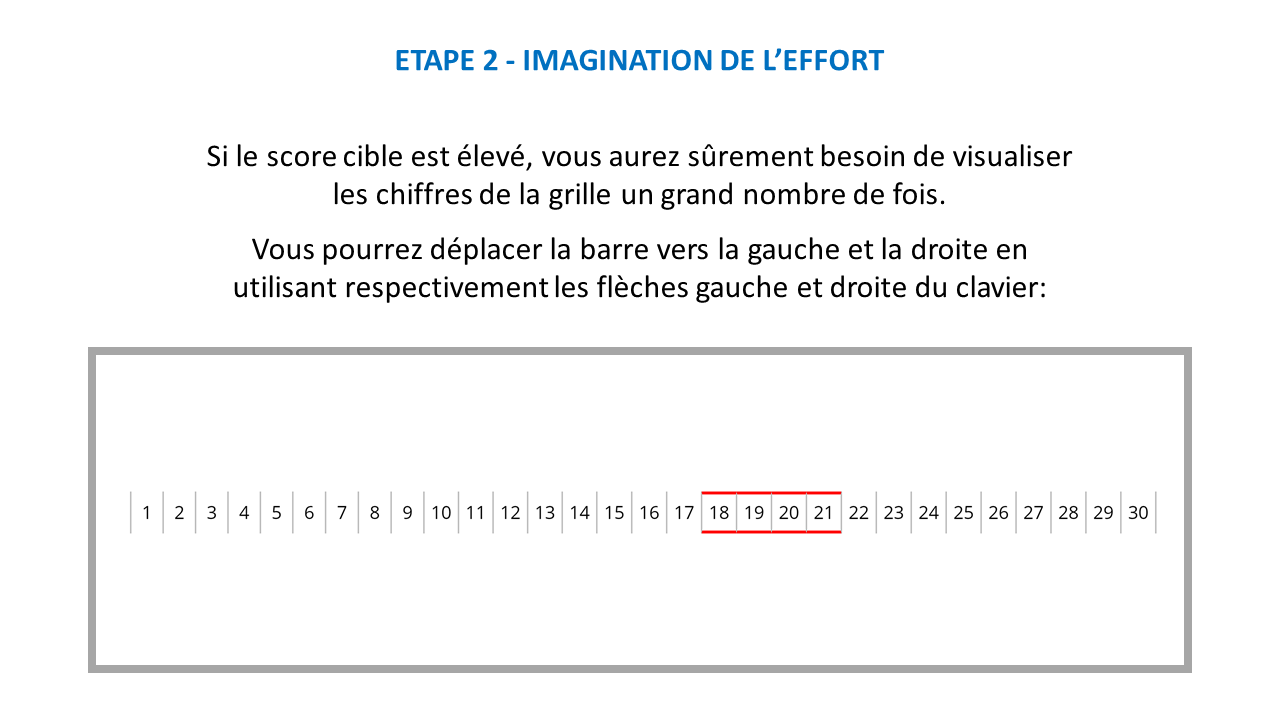 ETAPE 2 - IMAGINATION DE L’EFFORT
Si le score cible est élevé, vous aurez sûrement besoin de visualiser
les chiffres de la grille un grand nombre de fois.
Vous pourrez déplacer la barre vers la gauche et la droite en
utilisant respectivement les flèches gauche et droite du clavier:
1 2 3 4 5 6 7 8 9 10 11 12 13 14 15 16 17 18 19 20 21 22 23 24 25 26 27 28 29 30